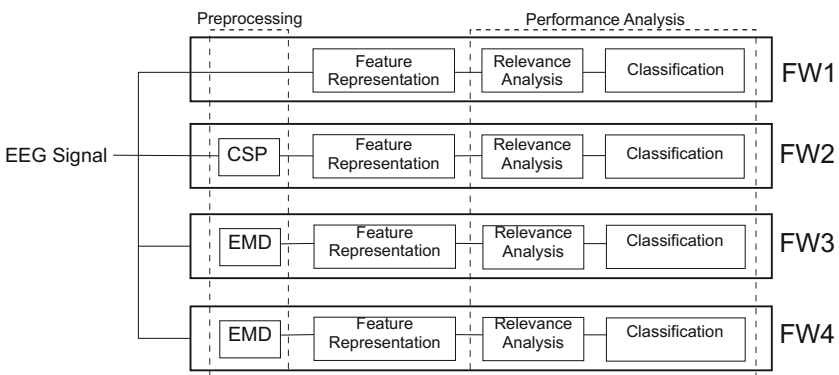 Preprocessing
Performance Analysis
Feature
Representation
Relevance
Analysis
Classification
FW1
EEG Signal
CSP
Feature
Representation
Relevance
Analysis
Classification
FW2
EMD
Feature
Representation
Relevance
Analysis
Classification
FW3
EMD
Feature
Representation
Relevance
Analysis
Classification
FW4